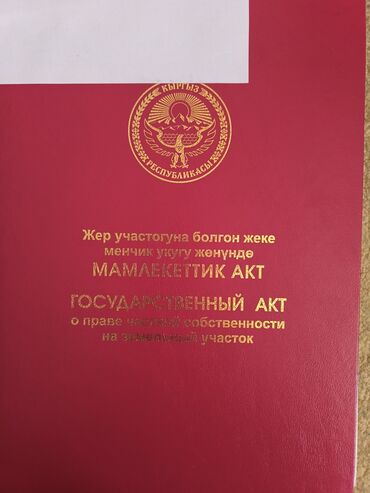 КЫРГЫЗ
РЕСПУБЛИКАСЫ
Жер участогуна болгон жеке
менчик укугу жөнүндө
МАМЛЕКЕТТИК АКТ
ГОСУДАРСТВЕННЫЙ АКТ
о праве частной собственности
на земельный участок